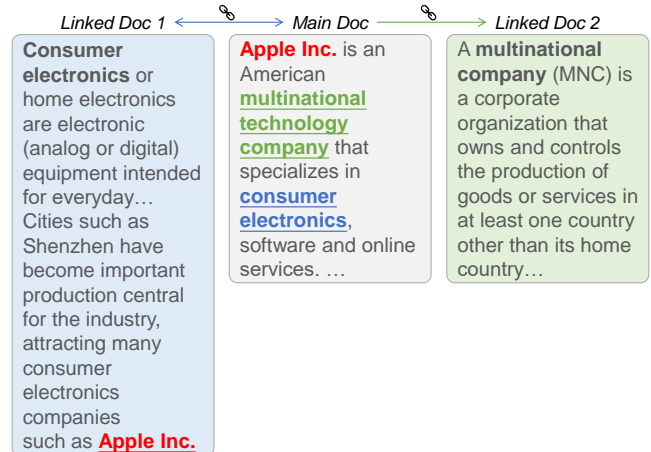 Linked Doc 1
Main Doc
Linked Doc 2
Consumer
electronics or
home electronics
are electronic
(analog or digital)
equipment intended
for everyday…
Cities such as
Shenzhen have
become important
production central
for the industry,
attracting many
consumer
electronics
companies
such as Apple Inc.
Apple Inc. is an
American
multinational
technology
company that
specializes in
consumer
electronics,
software and online
services. …
A multinational
company (MNC) is
a corporate
organization that
owns and controls
the production of
goods or services in
at least one country
other than its home
country…